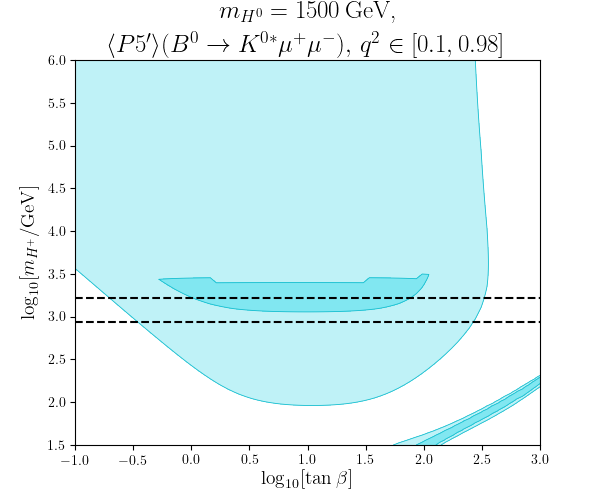 m_{H^0} = 1500 GeV,
⟨P5′⟩(B^0 → K^{0*}μ^+μ^−), q^2 ∈ [0.1, 0.98]
log_{10}[m_{H^+}/GeV]
6.0
5.5
5.0
4.5
4.0
3.5
3.0
2.5
2.0
1.5
−1.0 −0.5 0.0 0.5 1.0 1.5 2.0 2.5 3.0
log_{10}[tan β]